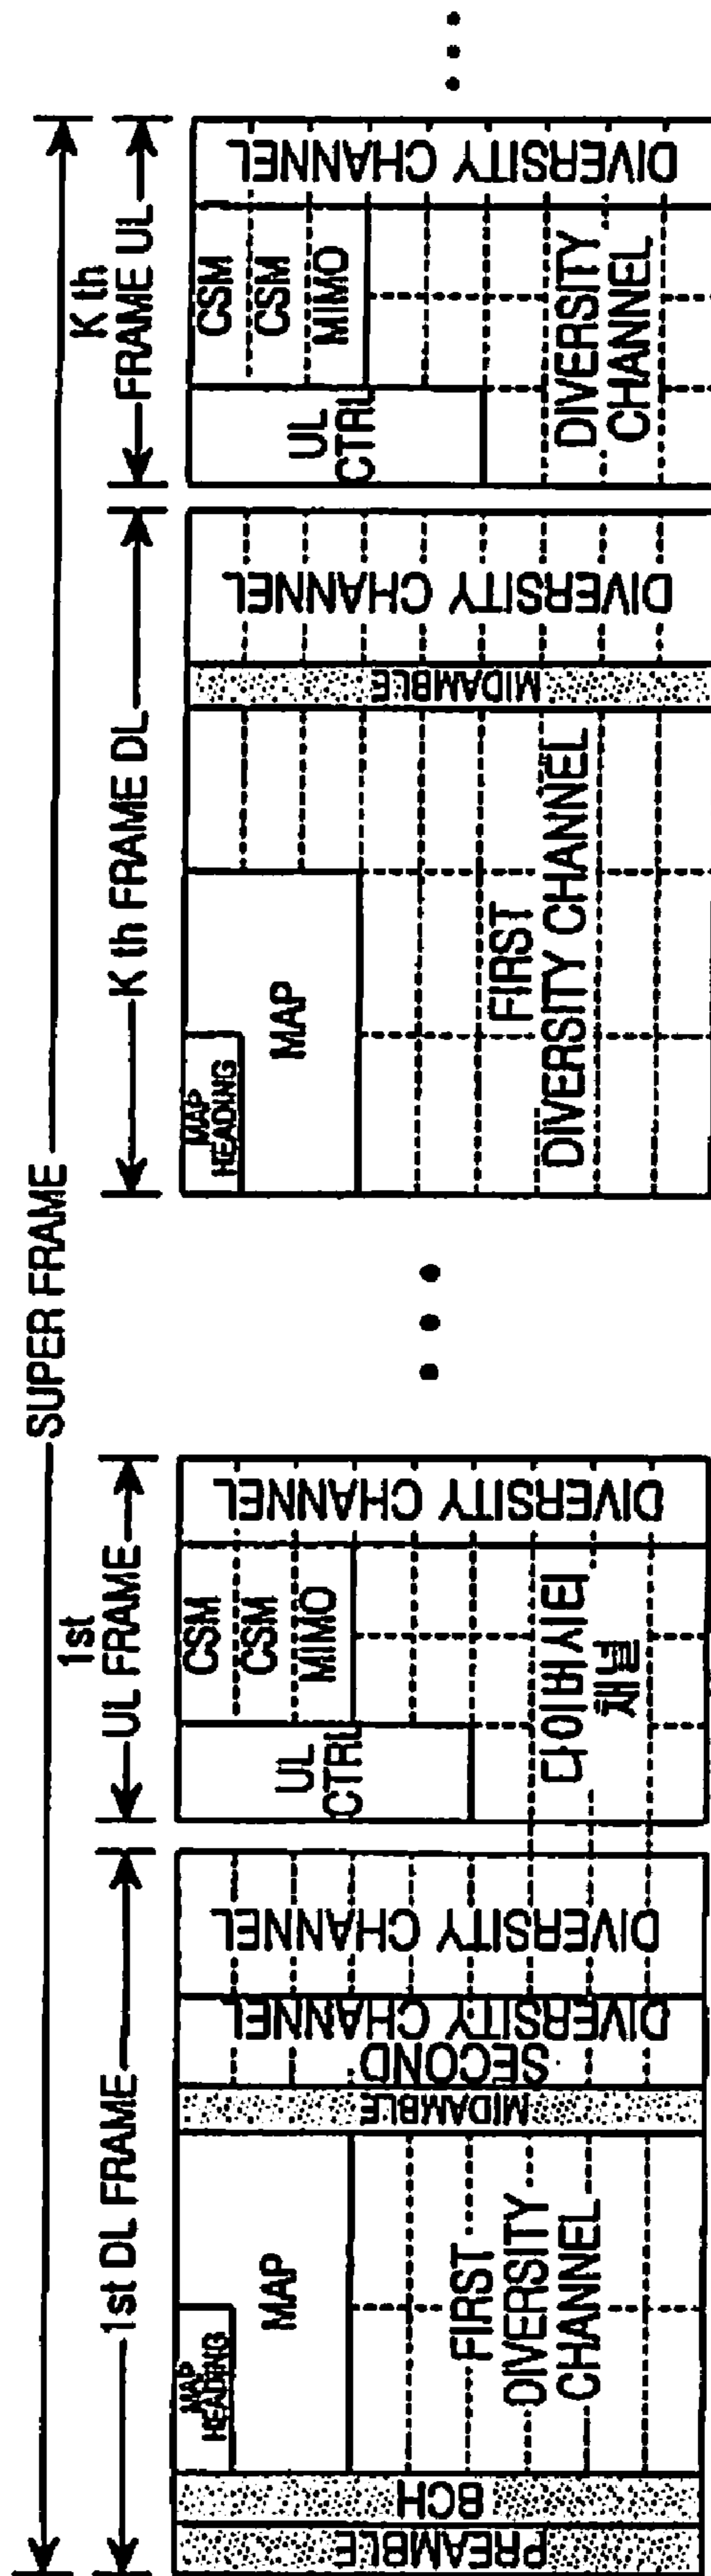 SUPER FRAME
1st DL FRAME
1st
UL FRAME
K th FRAME DL
K th
FRAME UL
PREAMBLE
BCH
MAP
HEADING
MAP
FIRST
DIVERSITY
CHANNEL
MIDAMBLE
SECOND
DIVERSITY CHANNEL
DIVERSITY CHANNEL
UL
CTRL
CSM
CSM
MIMO
다이버시티
채널
DIVERSITY CHANNEL
MAP
HEADING
MAP
FIRST
DIVERSITY CHANNEL
MIDAMBLE
DIVERSITY CHANNEL
UL
CTRL
CSM
CSM
MIMO
DIVERSITY
CHANNEL
DIVERSITY CHANNEL